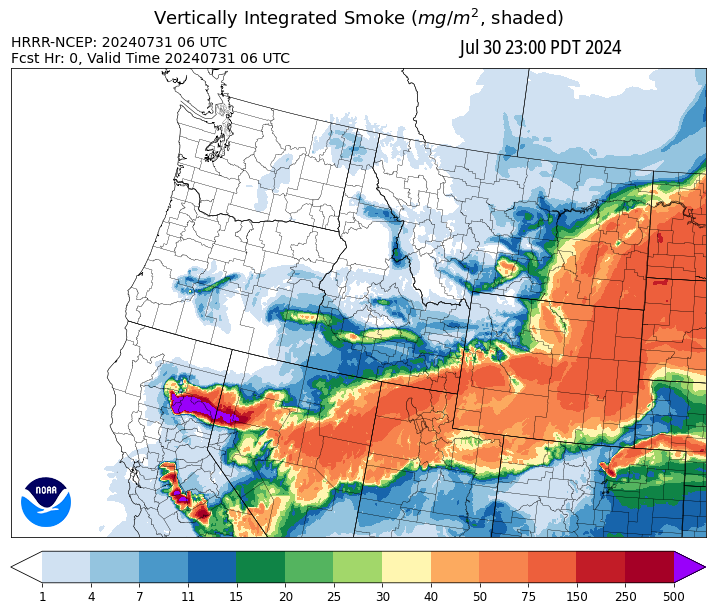 Vertically Integrated Smoke (mg/m², shaded)
HRRR-NCEP: 20240731 06 UTC
Jul 30 23:00 PDT 2024
Fcst Hr: 0, Valid Time 20240731 06 UTC
NOAA
1 4 7 11 15 20 25 30 40 50 75 150 250 500